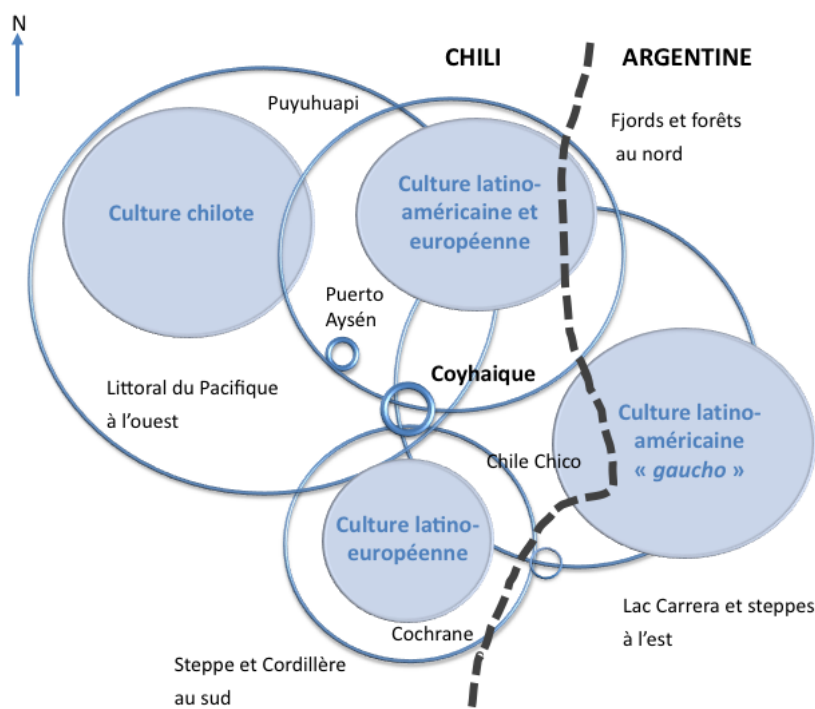 N
CHILI
ARGENTINE
Puyuhuapi
Fjords et forêts
au nord
Culture chilote
Culture latino-
américaine et
européenne
Puerto
Aysén
Coyhaique
Littoral du Pacifique
à l'ouest
Culture latino-
américaine
« gaucho »
Chile Chico
Culture latino-
européenne
Lac Carrera et steppes
à l'est
Cochrane
Steppe et Cordillère
au sud